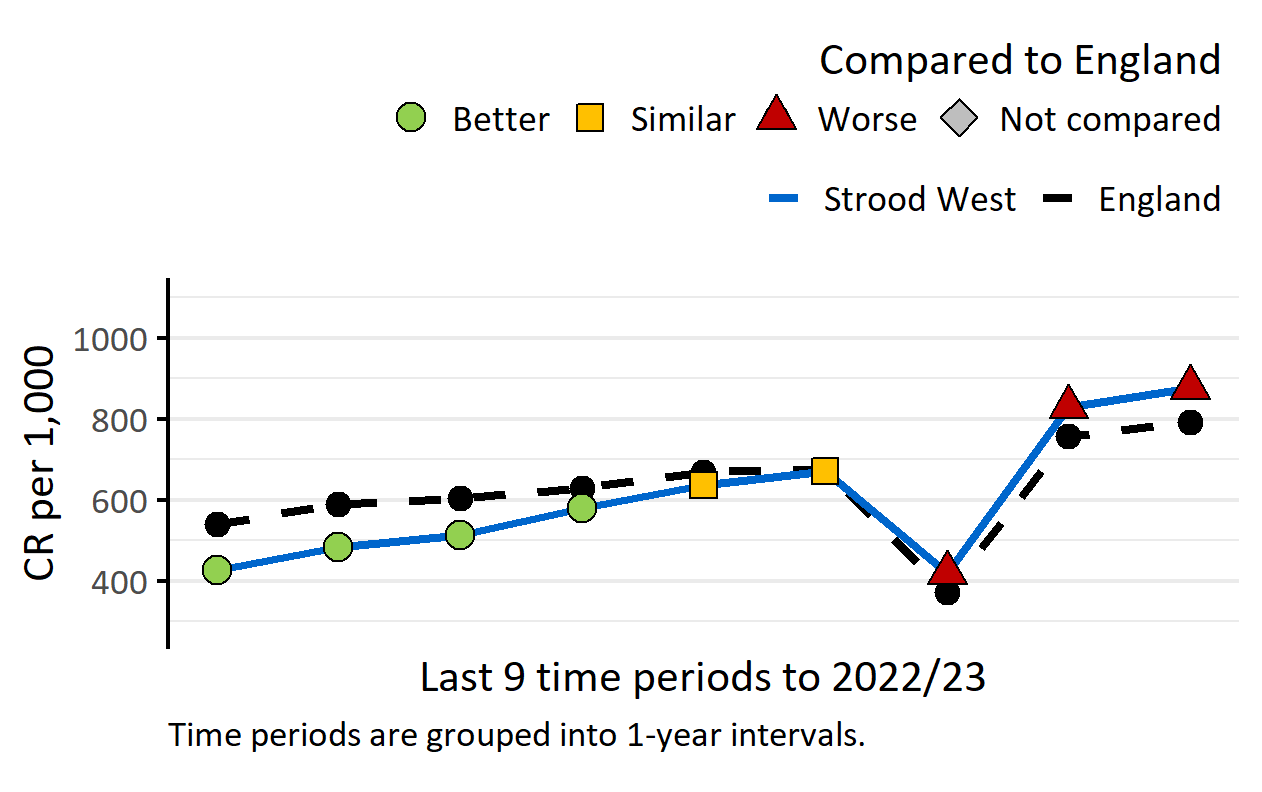 Compared to England
Better Similar Worse Not compared
Strood West England
CR per 1,000
1000
800
600
400
Last 9 time periods to 2022/23
Time periods are grouped into 1-year intervals.